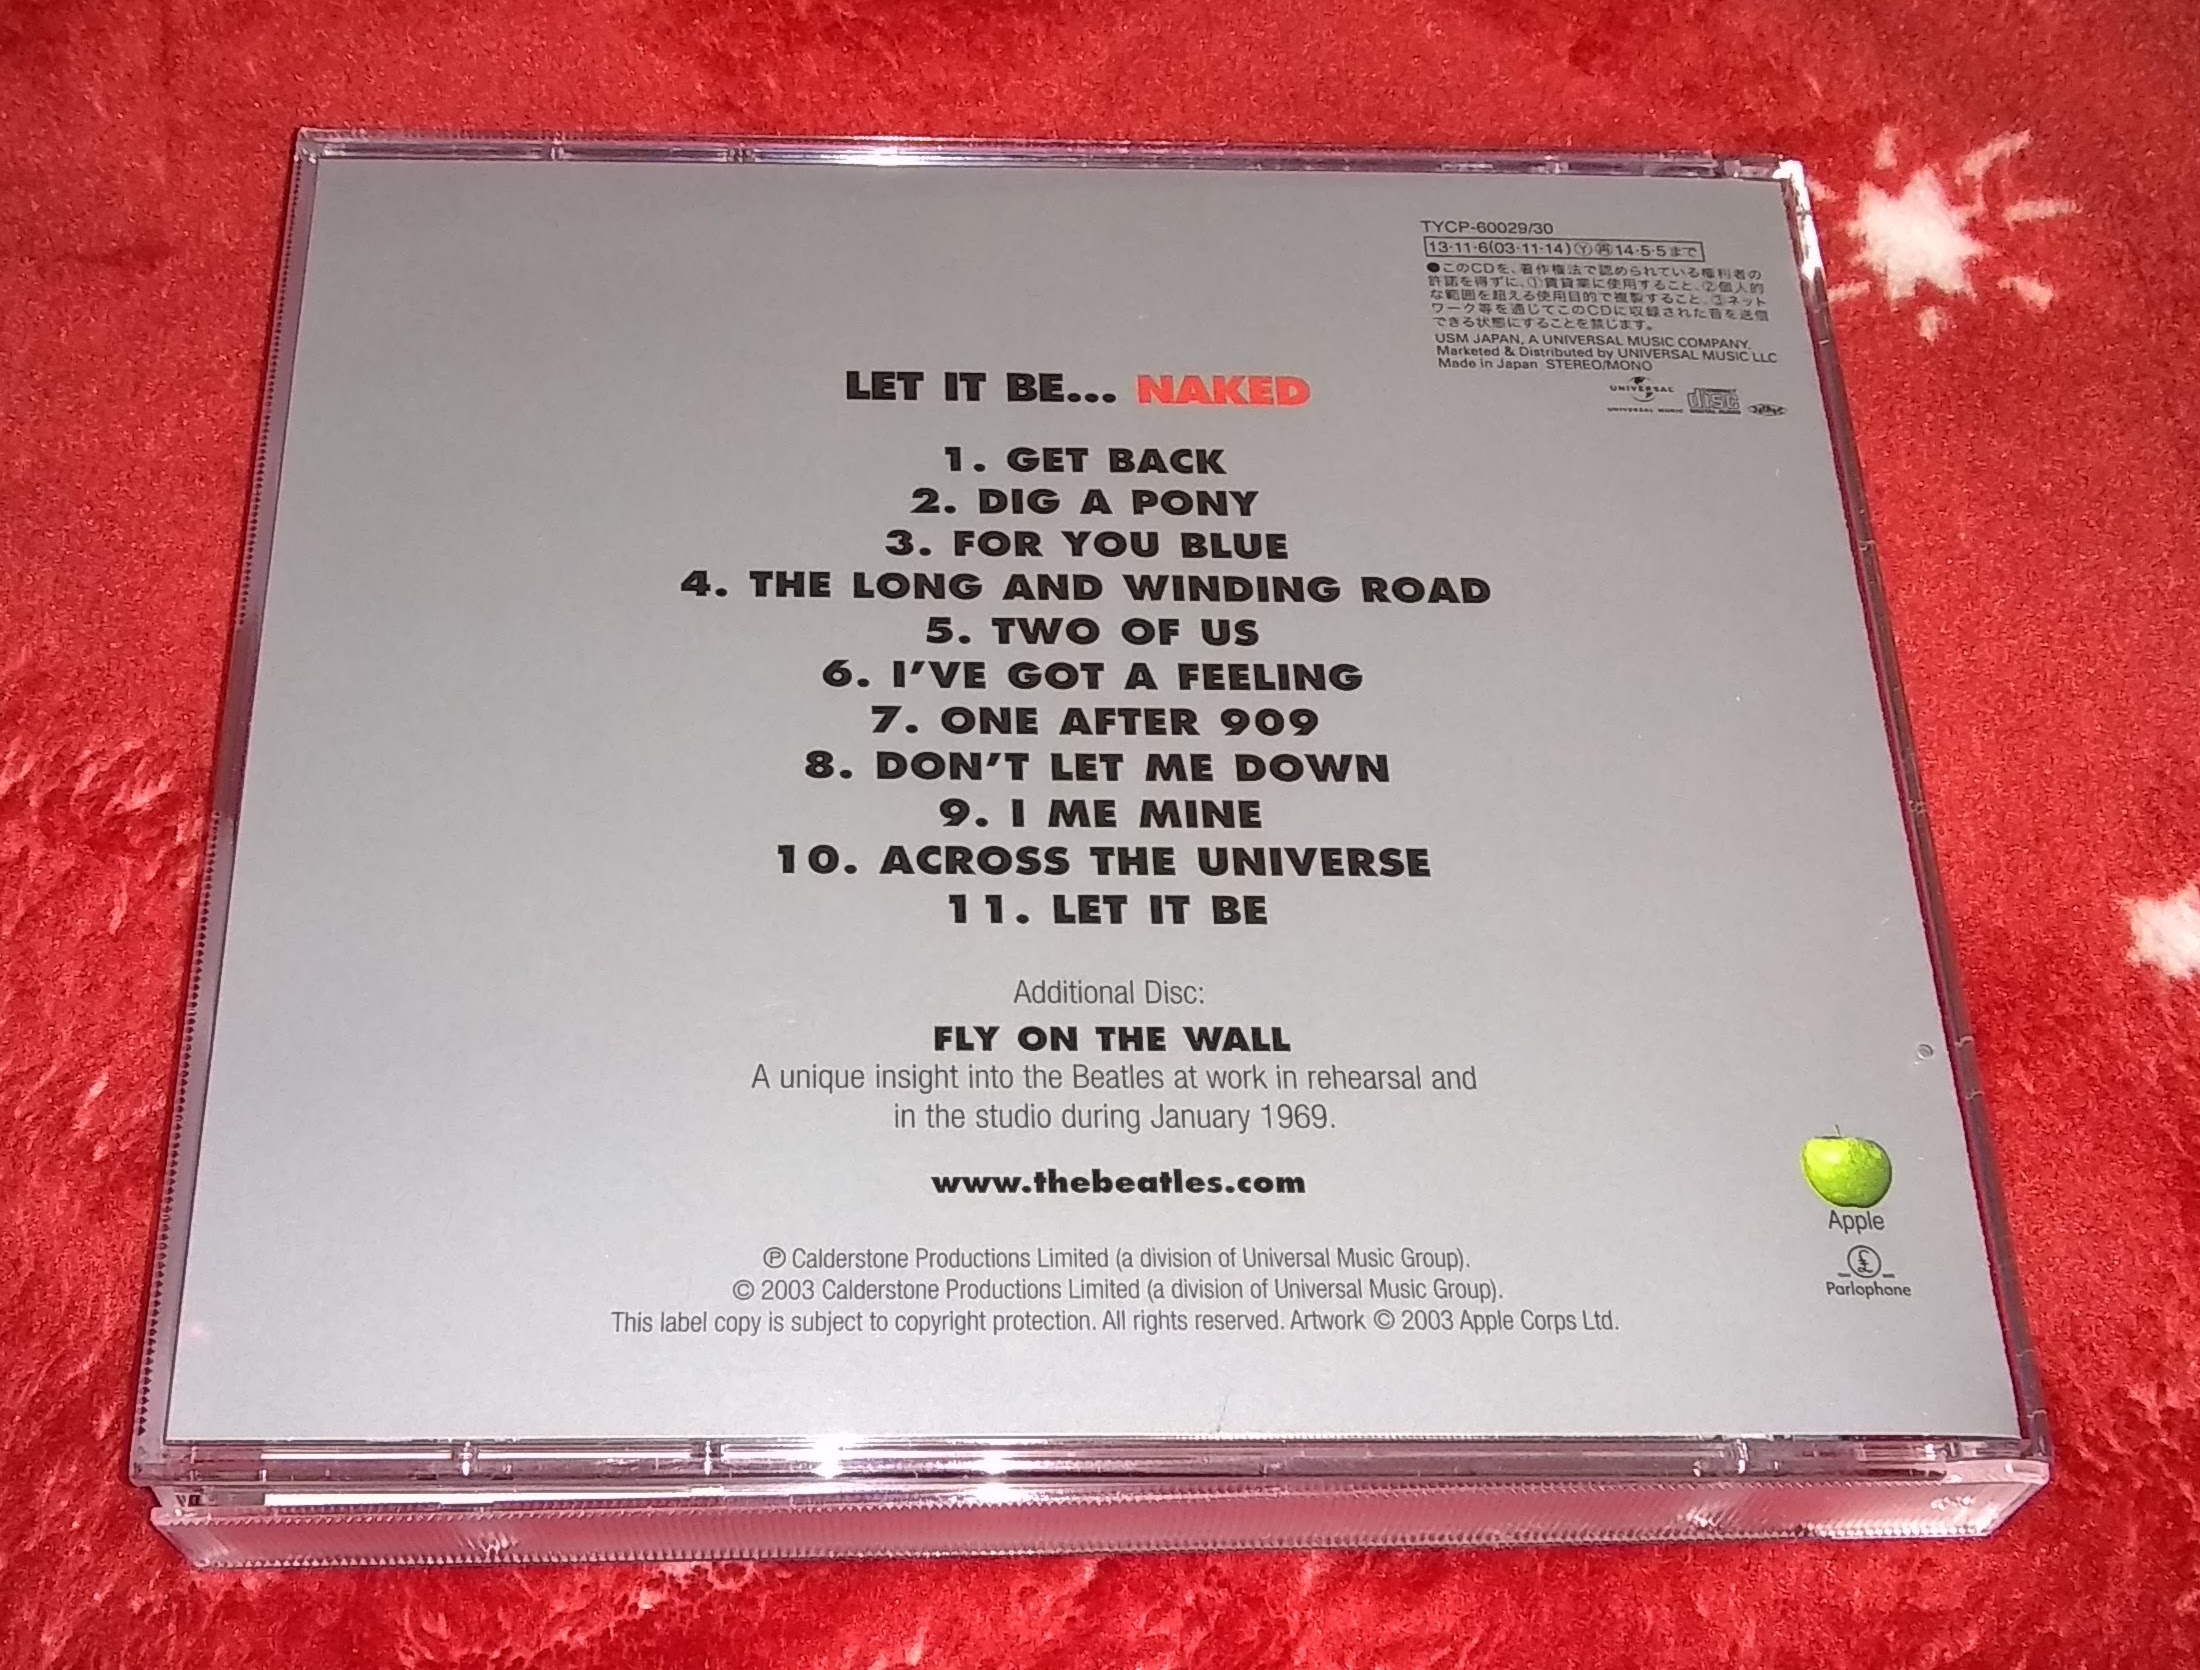 TYCP-60029/30
13·11·6(03·11·14)Ⓨ㋮14·5·5まで
●このCDを、著作権法で認められている権利者の
許諾を得ずに、①賃貸業に使用すること、②個人的
な範囲を超える使用目的で複製すること、③ネット
ワーク等を通じてこのCDに収録された音を送信
できる状態にすることを禁じます。
USM JAPAN, A UNIVERSAL MUSIC COMPANY.
Marketed & Distributed by UNIVERSAL MUSIC LLC
Made in Japan STEREO/MONO
UNIVERSAL
UNIVERSAL MUSIC
disc
DIGITAL AUDIO
LET IT BE... NAKED
1. GET BACK
2. DIG A PONY
3. FOR YOU BLUE
4. THE LONG AND WINDING ROAD
5. TWO OF US
6. I'VE GOT A FEELING
7. ONE AFTER 909
8. DON'T LET ME DOWN
9. I ME MINE
10. ACROSS THE UNIVERSE
11. LET IT BE
Additional Disc:
FLY ON THE WALL
A unique insight into the Beatles at work in rehearsal and
in the studio during January 1969.
www.thebeatles.com
Apple
£
Parlophone
℗ Calderstone Productions Limited (a division of Universal Music Group).
© 2003 Calderstone Productions Limited (a division of Universal Music Group).
This label copy is subject to copyright protection. All rights reserved. Artwork © 2003 Apple Corps Ltd.